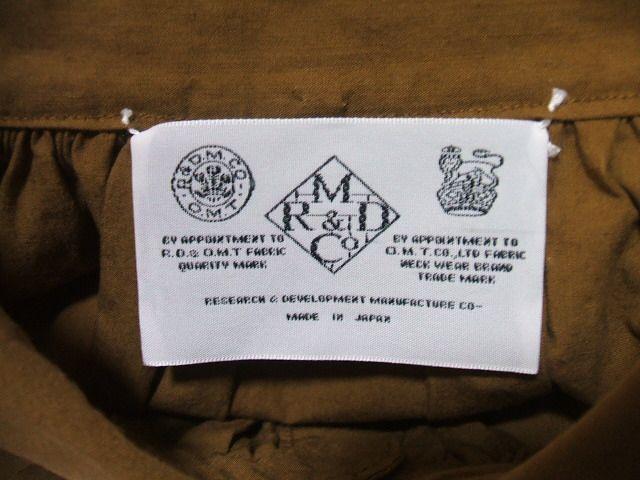 R.&D.M.CO-
O.M.T.
M
R & D
Co
BY APPOINTMENT TO
R.D.& O.M.T FABRIC
QUARITY MARK
BY APPOINTMENT TO
O.M.T.CO.,LTD FABRIC
NECK WEAR BRAND
TRADE MARK
RESEARCH & DEVELOPMENT MANUFACTURE CO-
MADE IN JAPAN